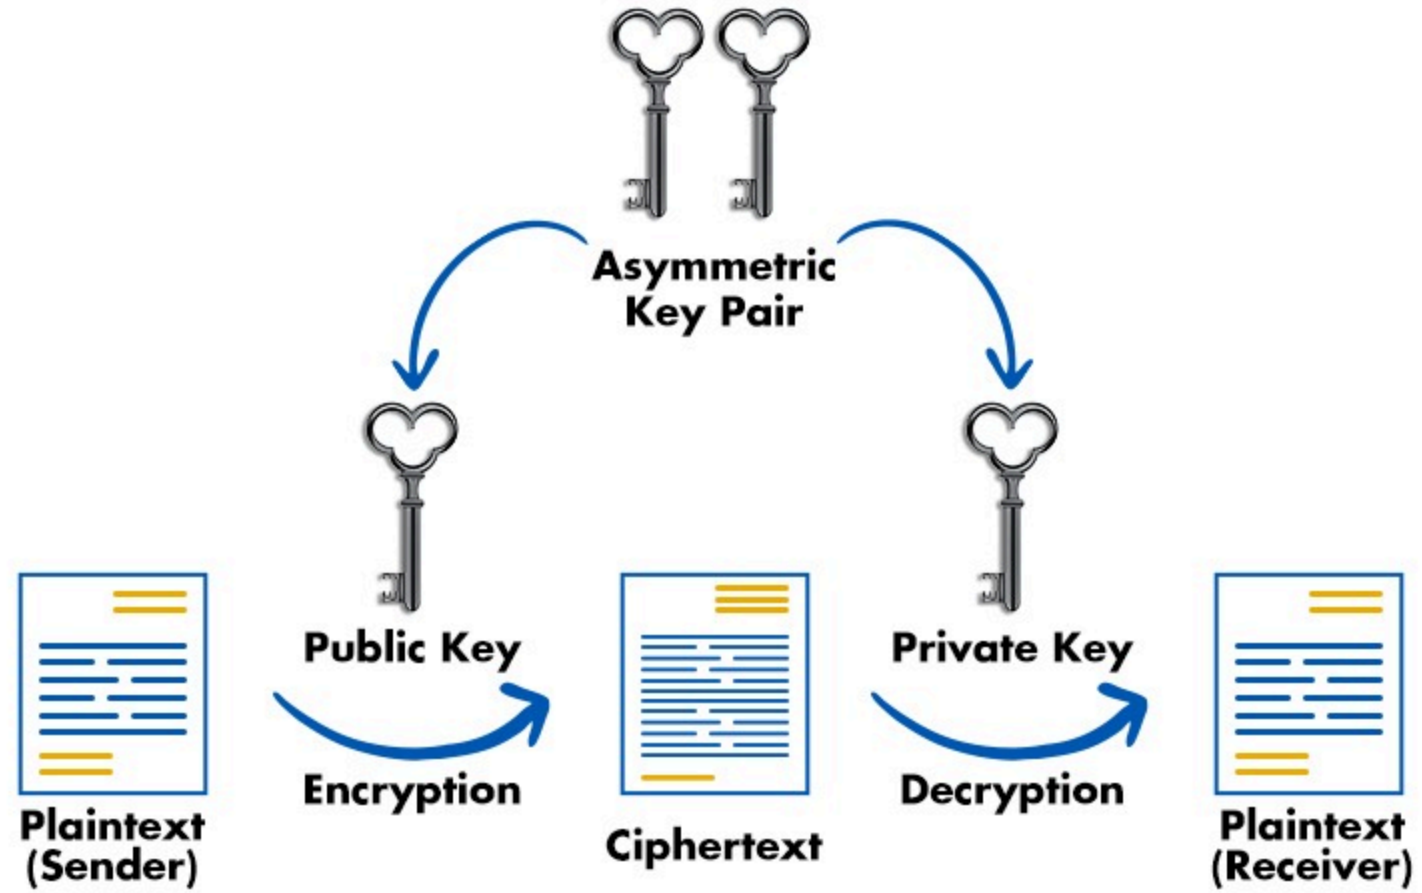 Asymmetric
Key Pair
Public Key
Private Key
Encryption
Decryption
Plaintext
(Sender)
Ciphertext
Plaintext
(Receiver)